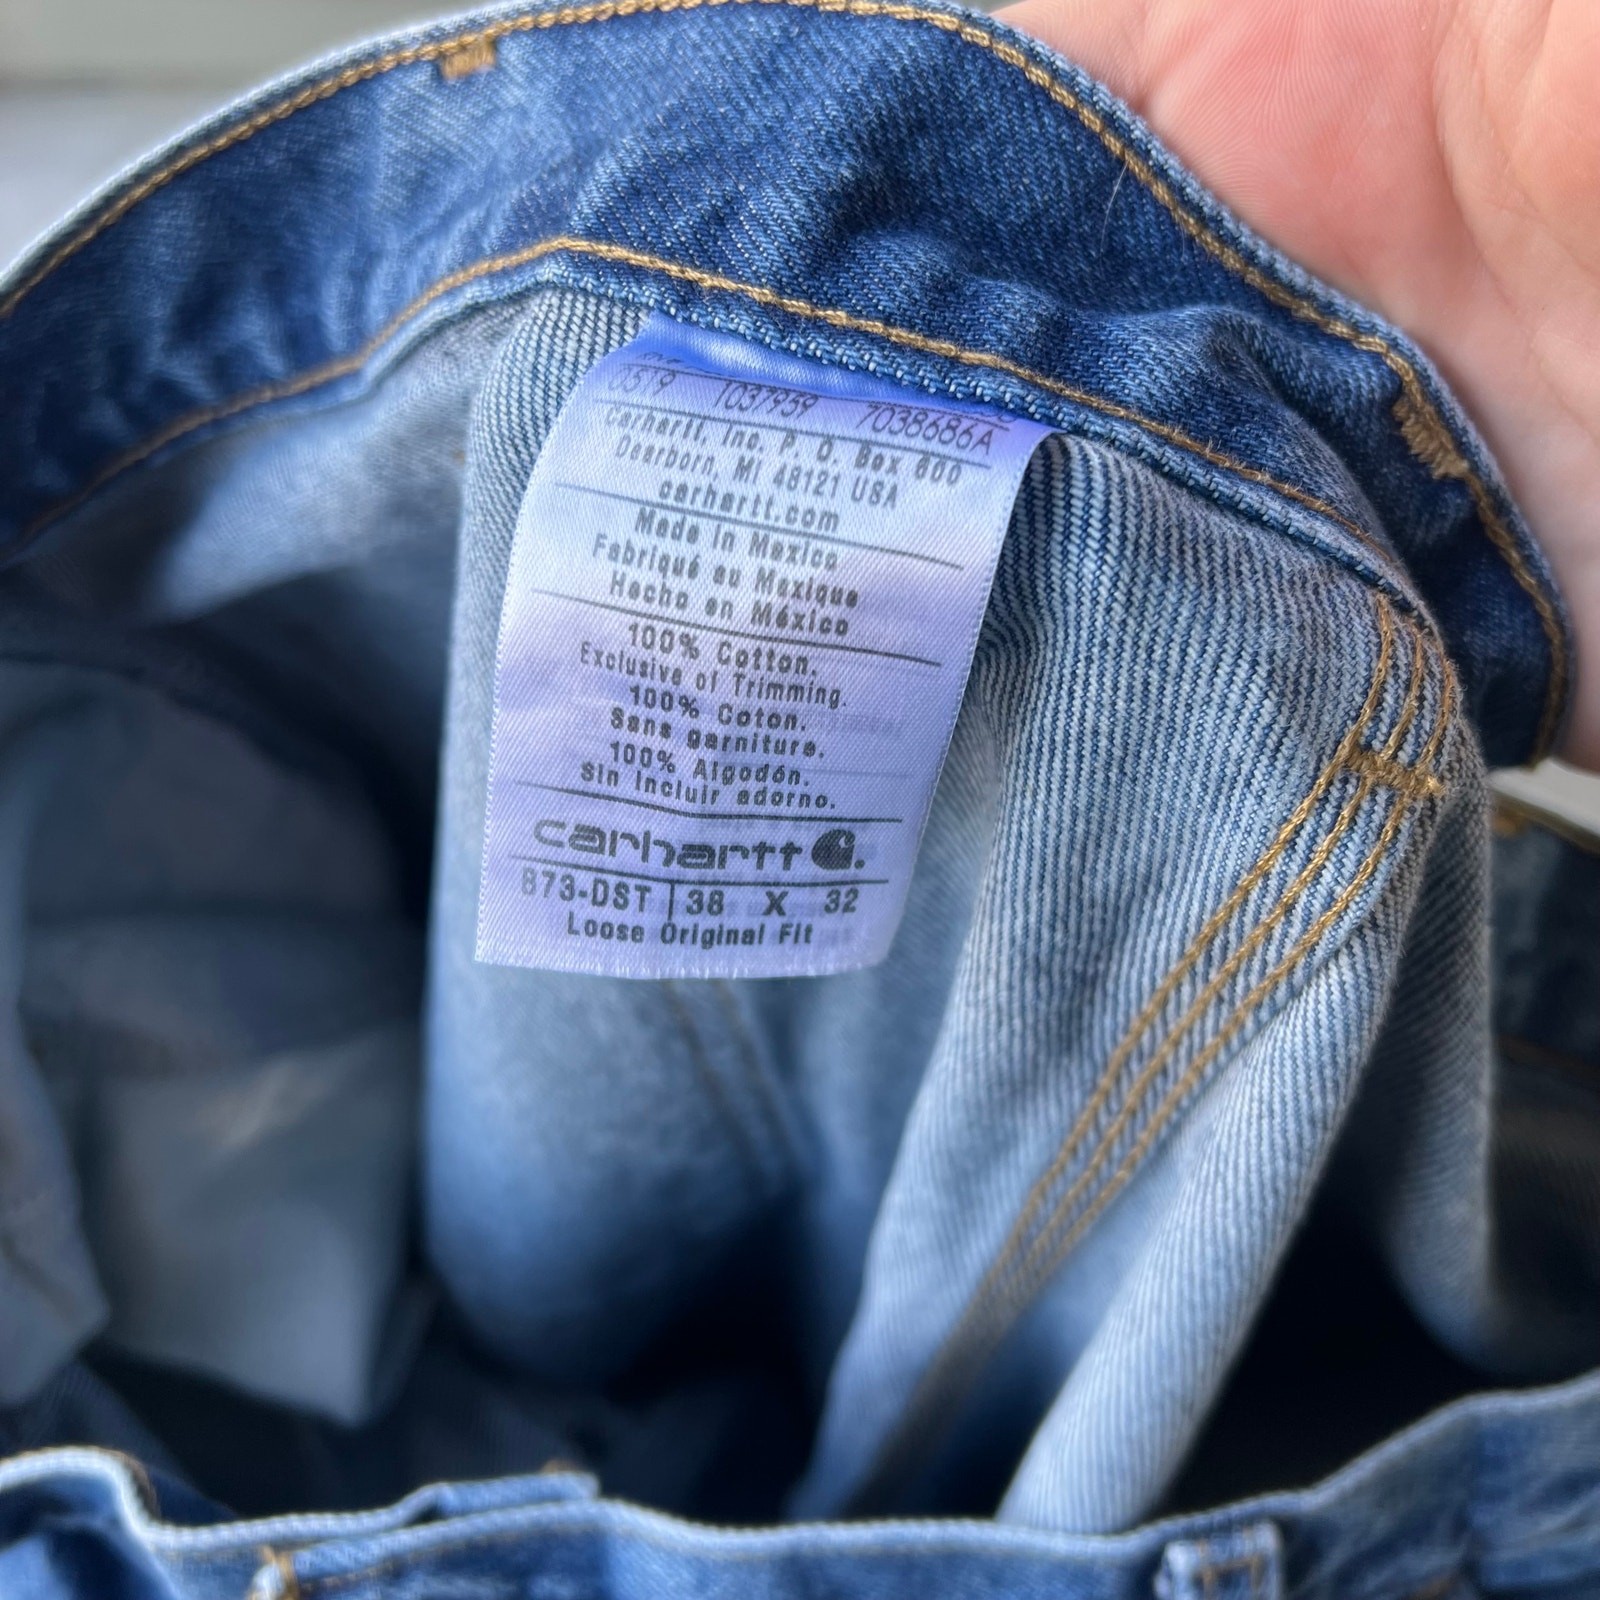 0519 1037959 7038686A
Carhartt, Inc. P. O. Box 600
Dearborn, MI 48121 USA
carhartt.com
Made in Mexico
Fabriqué au Mexique
Hecho en México
100% Cotton.
Exclusive of Trimming.
100% Coton.
Sans garniture.
100% Algodón.
Sin incluir adorno.
carhartt
B73-DST 38 X 32
Loose Original Fit